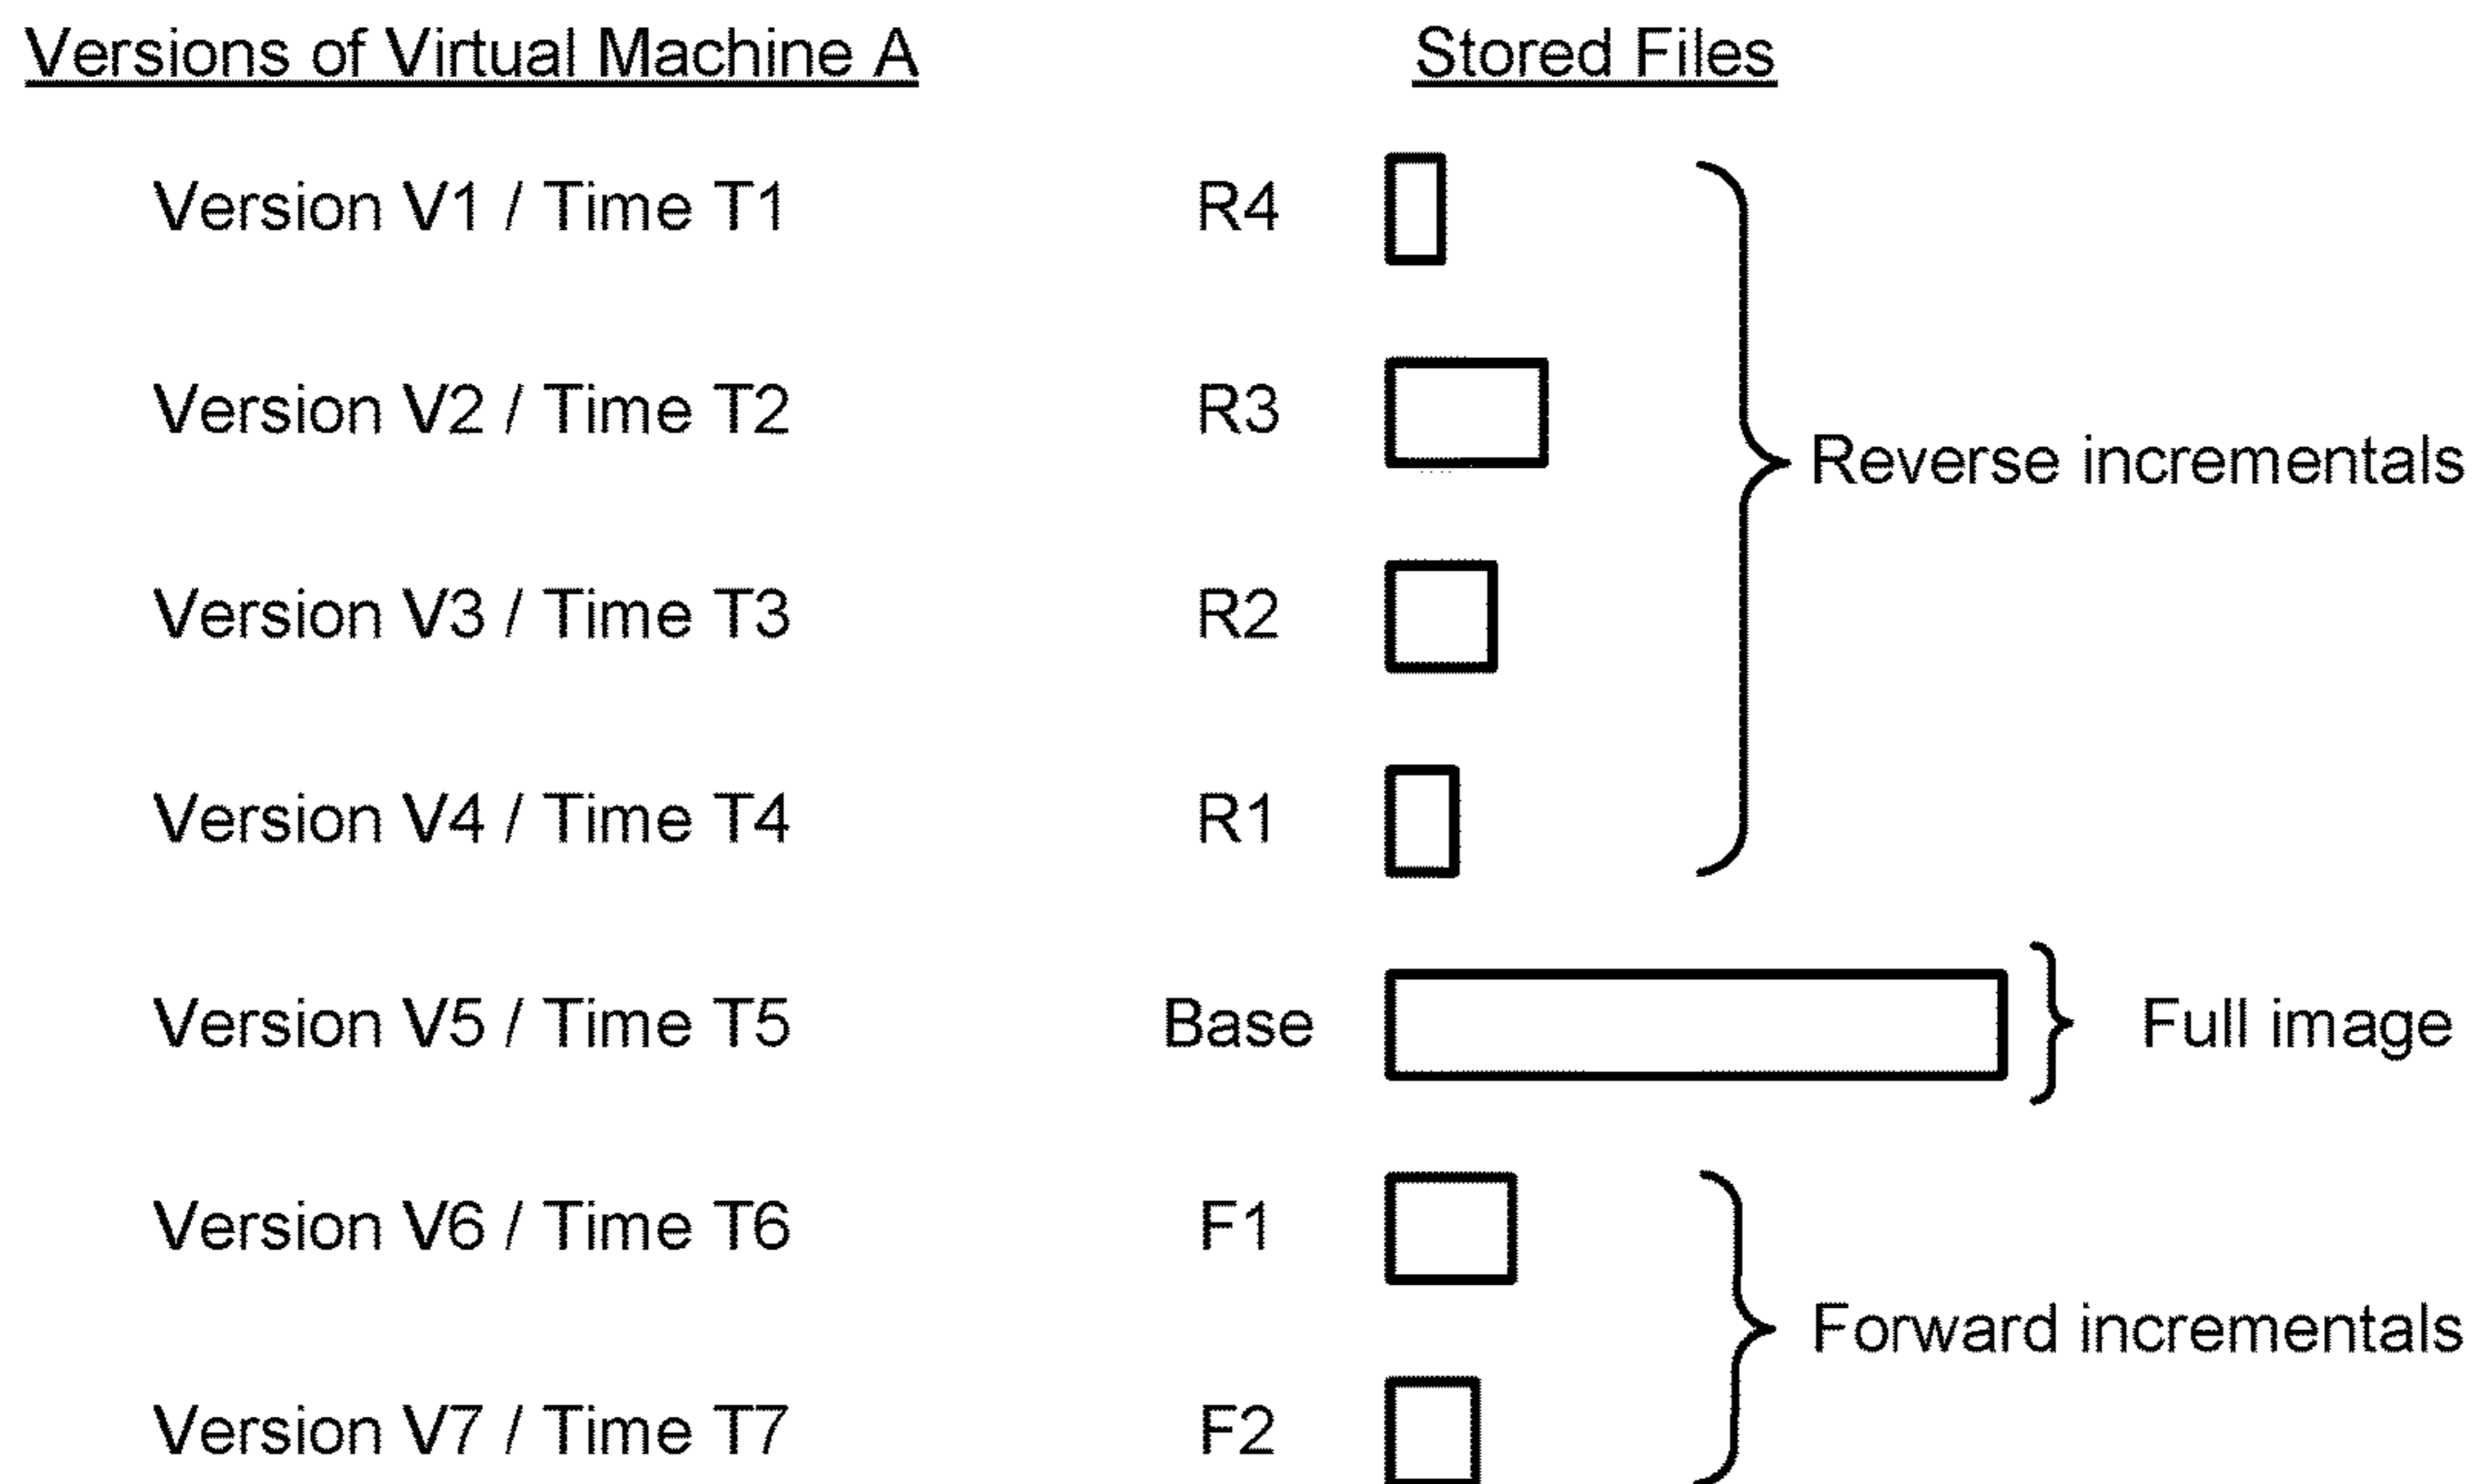 Versions of Virtual Machine A Stored Files
Version V1 / Time T1 R4
Version V2 / Time T2 R3
Reverse incrementals
Version V3 / Time T3 R2
Version V4 / Time T4 R1
Version V5 / Time T5 Base Full image
Version V6 / Time T6 F1
Forward incrementals
Version V7 / Time T7 F2